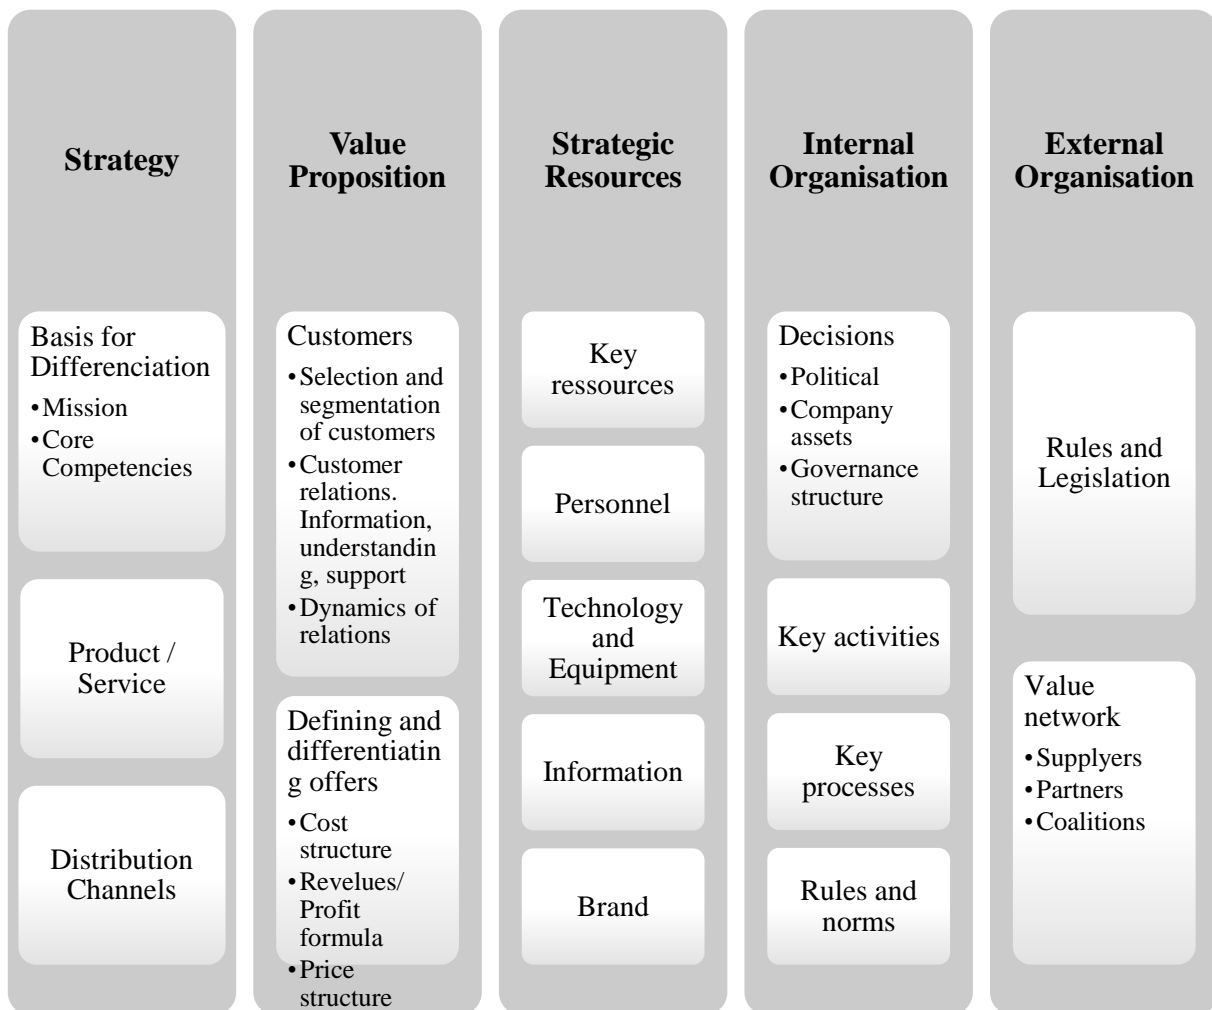 Strategy
Basis for
Differenciation
•Mission
•Core
Competencies
Product /
Service
Distribution
Channels
Value
Proposition
Customers
•Selection and
segmentation
of customers
•Customer
relations.
Information,
understandin
g, support
•Dynamics of
relations
Defining and
differentiatin
g offers
•Cost
structure
•Revelues/
Profit
formula
•Price
structure
Strategic
Resources
Key
ressources
Personnel
Technology
and
Equipment
Information
Brand
Internal
Organisation
Decisions
•Political
•Company
assets
•Governance
structure
Key activities
Key
processes
Rules and
norms
External
Organisation
Rules and
Legislation
Value
network
•Supplyers
•Partners
•Coalitions